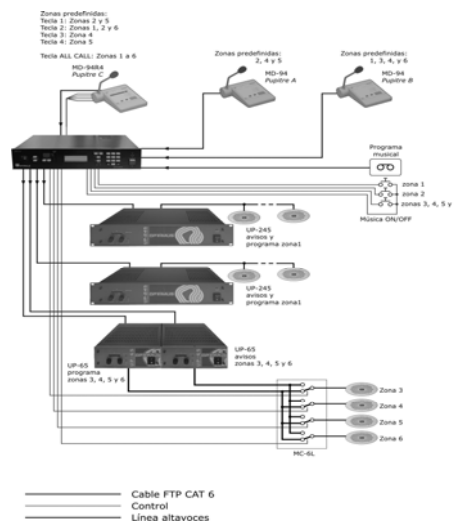 Zonas predefinidas:
Tecla 1: Zonas 2 y 5
Tecla 2: Zonas 1, 2 y 6
Tecla 3: Zona 4
Tecla 4: Zona 5
Tecla ALL CALL: Zonas 1 a 6
MD-94R4
Pupitre C
Zonas predefinidas:
2, 4 y 5
MD-94
Pupitre A
Zonas predefinidas:
1, 3, 4, y 6
MD-94
Pupitre B
Programa
musical
zona 1
zona 2
zonas 3, 4, 5 y
Música ON/OFF
UP-245
avisos y
programa zona1
UP-245
avisos y
programa zona1
UP-65
programa
zonas 3, 4, 5 y 6
UP-65
avisos
zonas 3, 4, 5 y 6
Zona 3
Zona 4
Zona 5
Zona 6
MC-6L
Cable FTP CAT 6
Control
Línea altavoces